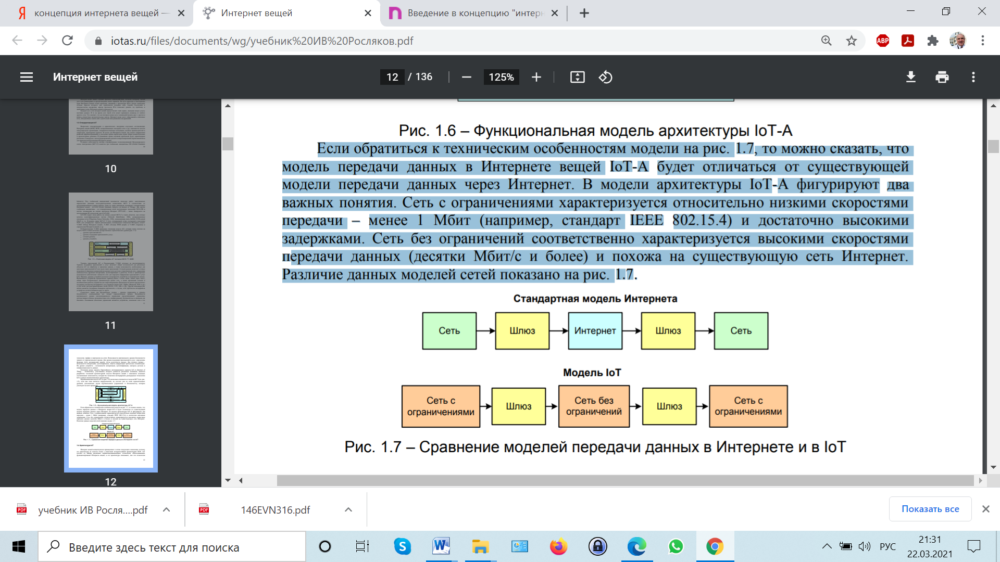 концепция интернета вещей —
Интернет вещей
Введение в концепцию "интерн
iotas.ru/files/documents/wg/учебник%20ИВ%20Росляков.pdf
ABP
Интернет вещей
12 / 136
125%
10
11
12
Рис. 1.6 – Функциональная модель архитектуры IoT-A
Если обратиться к техническим особенностям модели на рис. 1.7, то можно сказать, что
модель передачи данных в Интернете вещей IoT-A будет отличаться от существующей
модели передачи данных через Интернет. В модели архитектуры IoT-A фигурируют два
важных понятия. Сеть с ограничениями характеризуется относительно низкими скоростями
передачи – менее 1 Мбит (например, стандарт IEEE 802.15.4) и достаточно высокими
задержками. Сеть без ограничений соответственно характеризуется высокими скоростями
передачи данных (десятки Мбит/с и более) и похожа на существующую сеть Интернет.
Различие данных моделей сетей показано на рис. 1.7.
Стандартная модель Интернета
Сеть
Шлюз
Интернет
Шлюз
Сеть
Модель IoT
Сеть с
ограничениями
Шлюз
Сеть без
ограничений
Шлюз
Сеть с
ограничениями
Рис. 1.7 – Сравнение моделей передачи данных в Интернете и в IoT
учебник ИВ Росля....pdf
146EVN316.pdf
Показать все
Введите здесь текст для поиска
РУС
21:31
22.03.2021